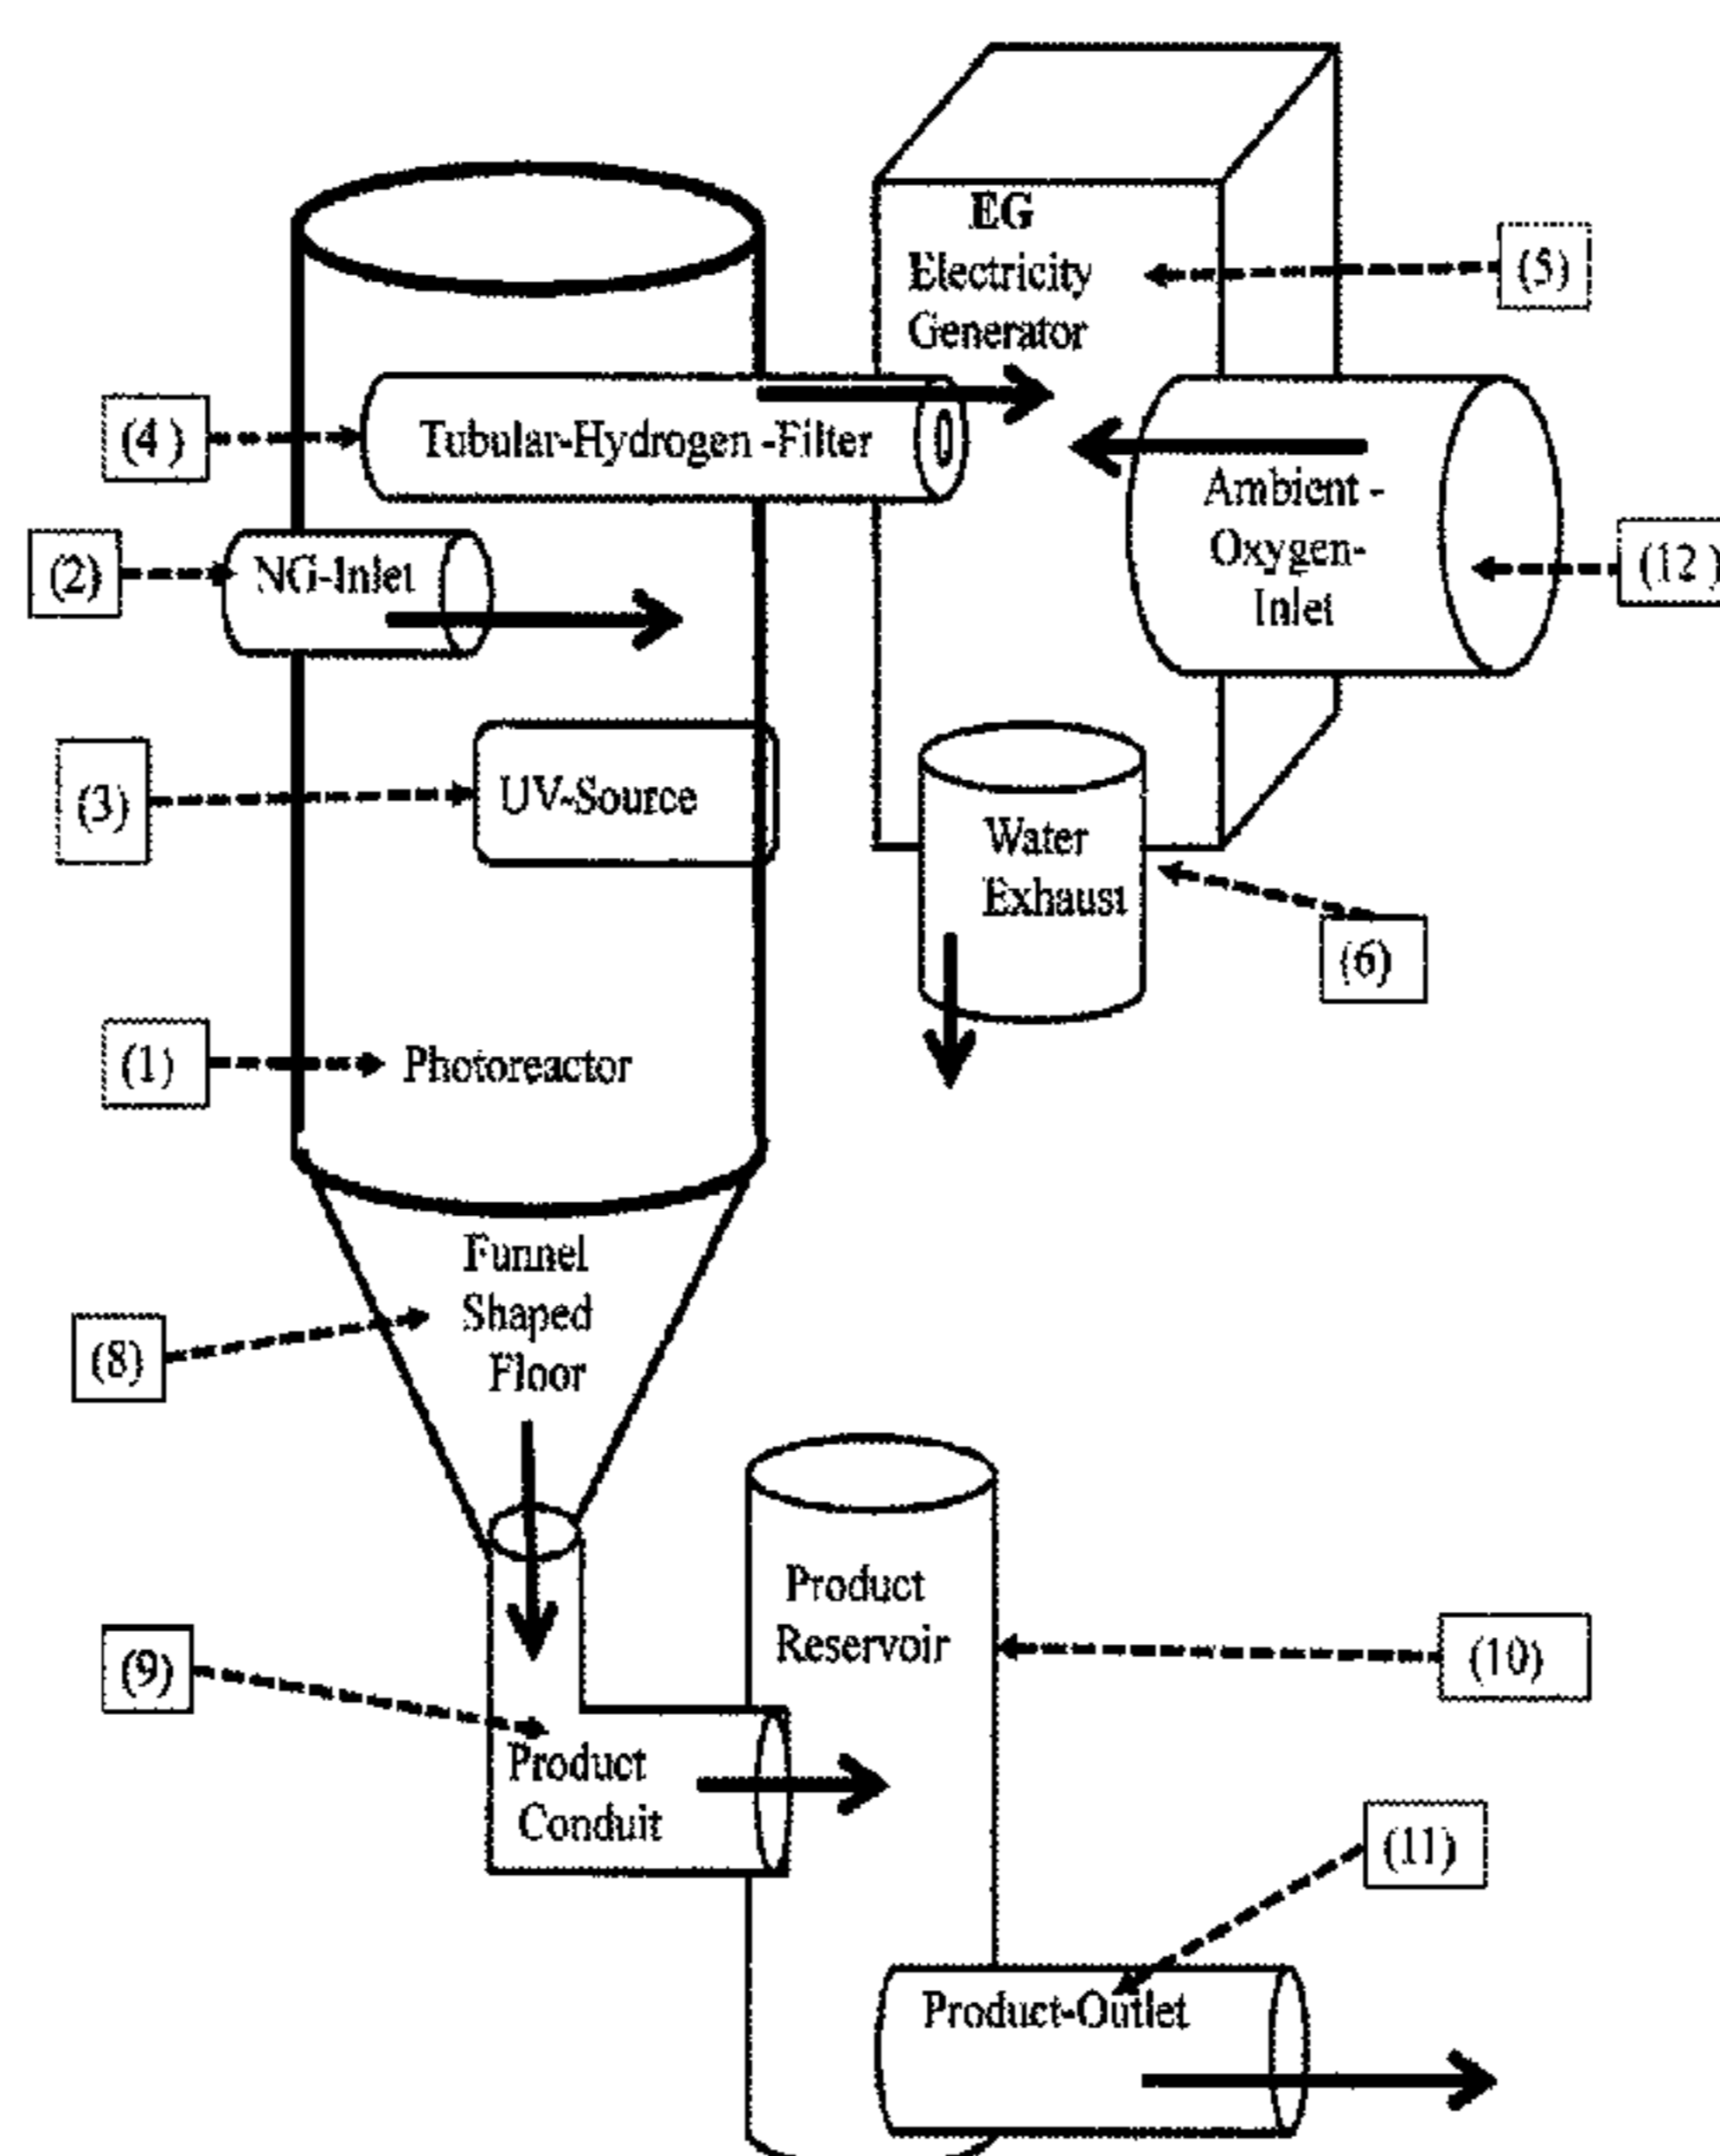 EG
Electricity
Generator
(5)
(4)
Tubular-Hydrogen -Filter
Ambient -
Oxygen-
Inlet
(12)
(2)
NG-Inlet
(3)
UV-Source
Water
Exhaust
(6)
(1)
Photoreactor
Funnel
Shaped
Floor
(8)
Product
Reservoir
(10)
(9)
Product
Conduit
(11)
Product-Outlet